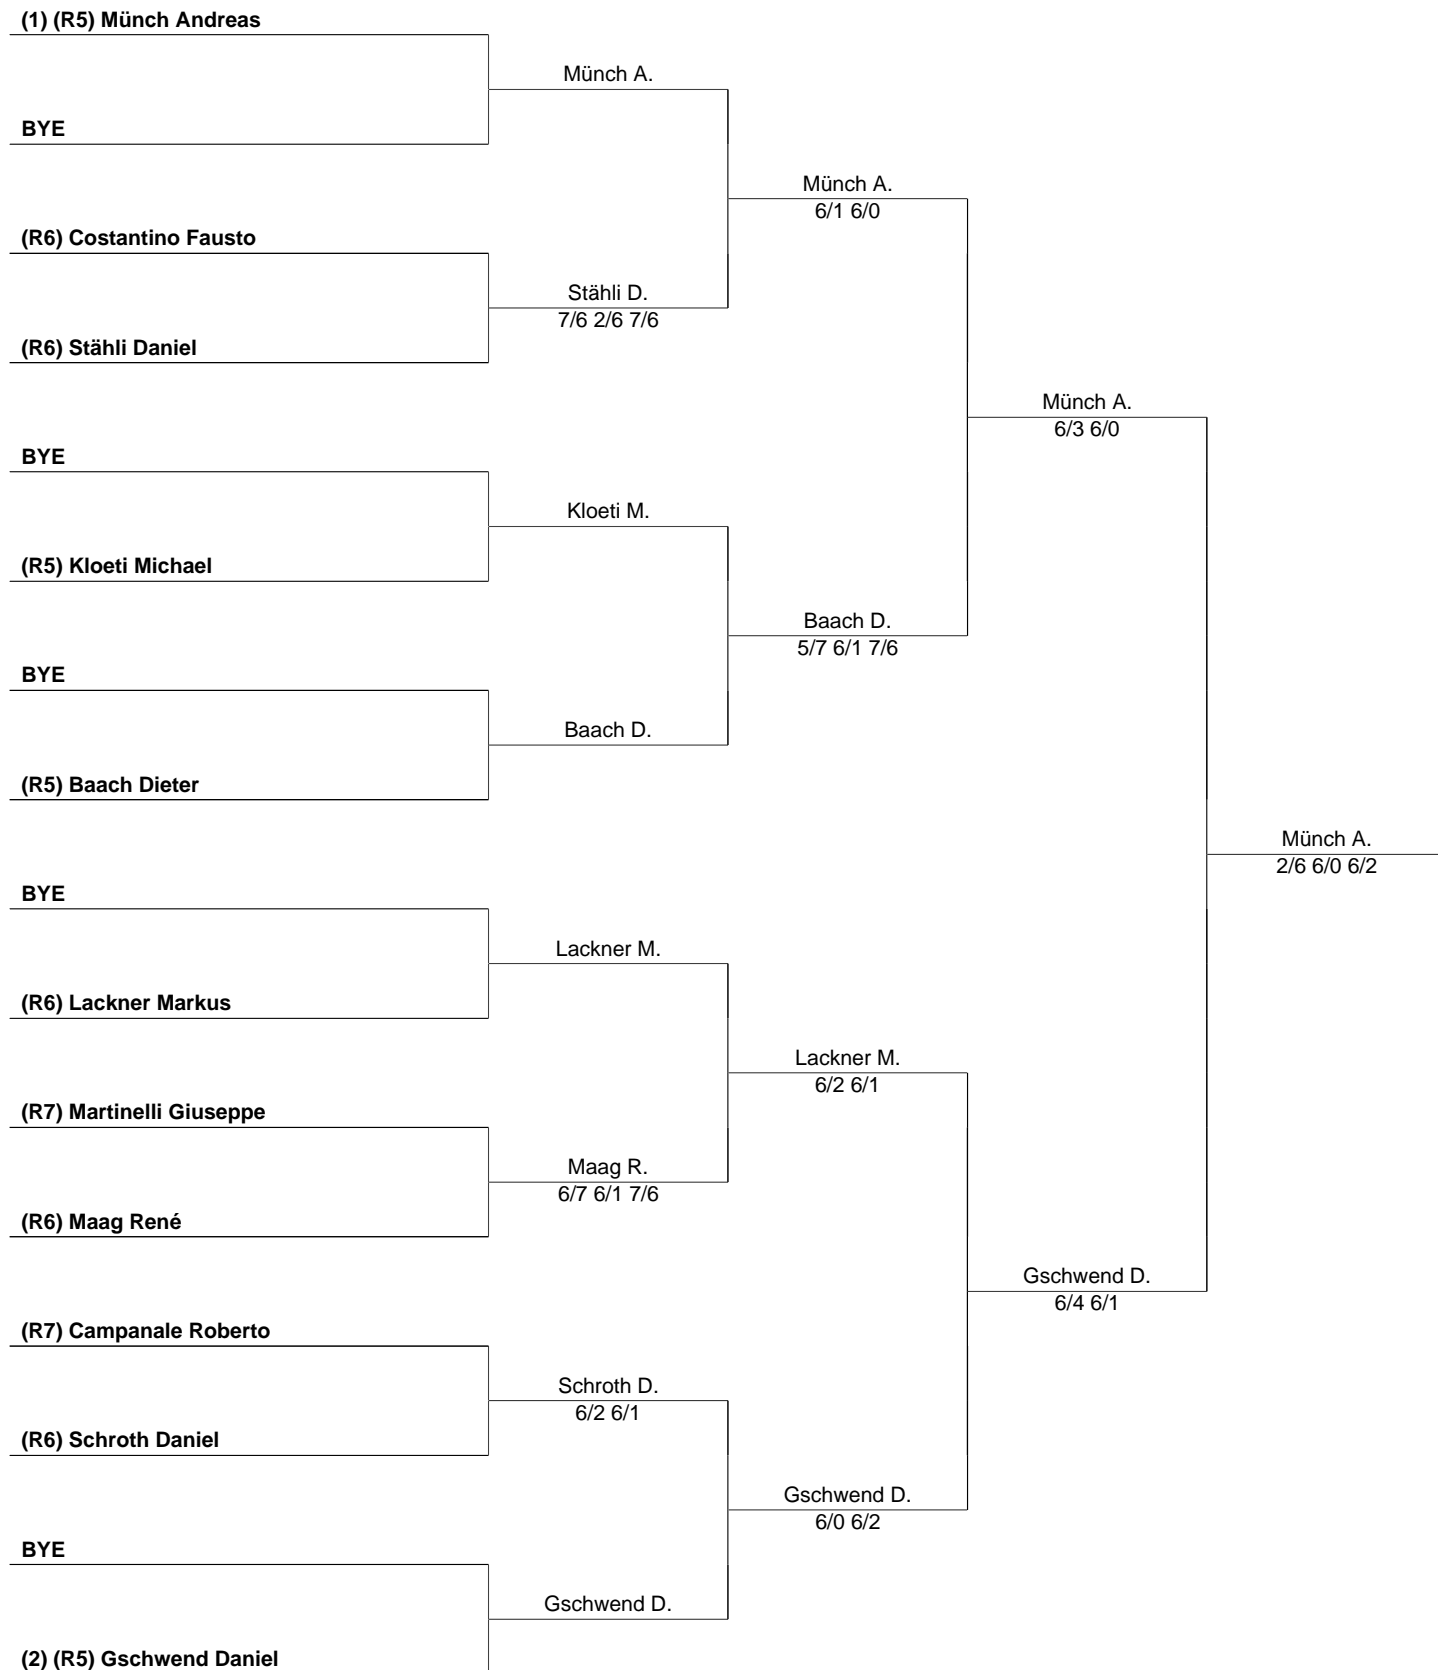 (1) (R5) Münch Andreas
Münch A.
BYE
Münch A.
6/1 6/0
(R6) Costantino Fausto
Stähli D.
7/6 2/6 7/6
(R6) Stähli Daniel
Münch A.
6/3 6/0
BYE
Kloeti M.
(R5) Kloeti Michael
Baach D.
5/7 6/1 7/6
BYE
Baach D.
(R5) Baach Dieter
Münch A.
2/6 6/0 6/2
BYE
Lackner M.
(R6) Lackner Markus
Lackner M.
6/2 6/1
(R7) Martinelli Giuseppe
Maag R.
6/7 6/1 7/6
(R6) Maag René
Gschwend D.
6/4 6/1
(R7) Campanale Roberto
Schroth D.
6/2 6/1
(R6) Schroth Daniel
Gschwend D.
6/0 6/2
BYE
Gschwend D.
(2) (R5) Gschwend Daniel